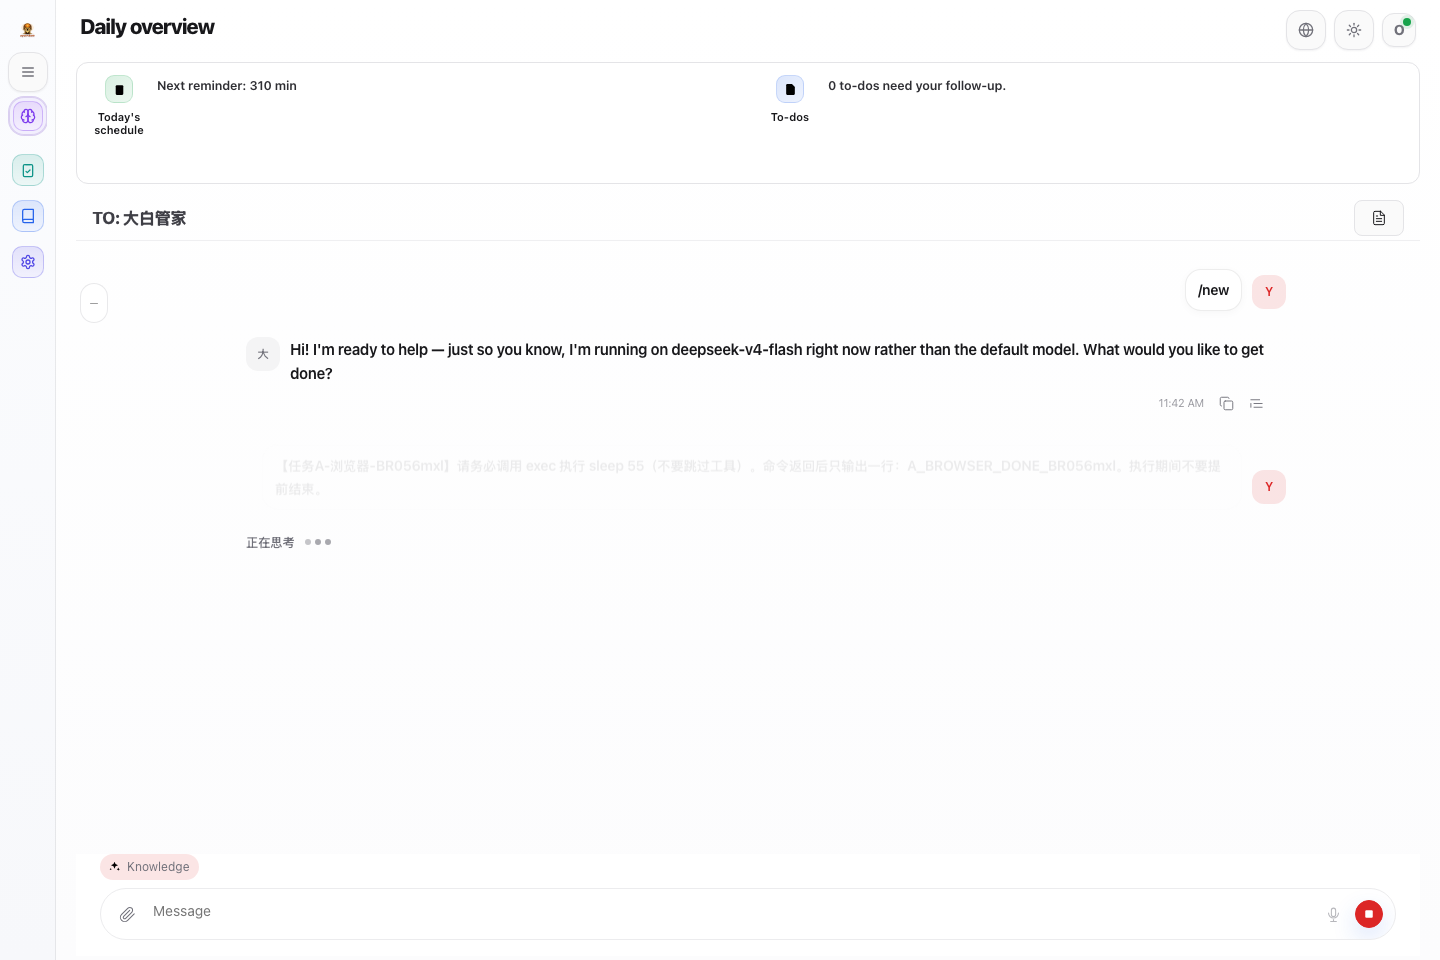 Daily overview
O
Next reminder: 310 min
Today's
schedule
0 to-dos need your follow-up.
To-dos
TO: 大白管家
/new
Y
大
Hi! I'm ready to help — just so you know, I'm running on deepseek-v4-flash right now rather than the default model. What would you like to get
done?
11:42 AM
【任务A-浏览器-BR056mxl】请务必调用 exec 执行 sleep 55（不要跳过工具）。命令返回后只输出一行：A_BROWSER_DONE_BR056mxl。执行期间不要提
前结束。
Y
正在思考
Knowledge
Message